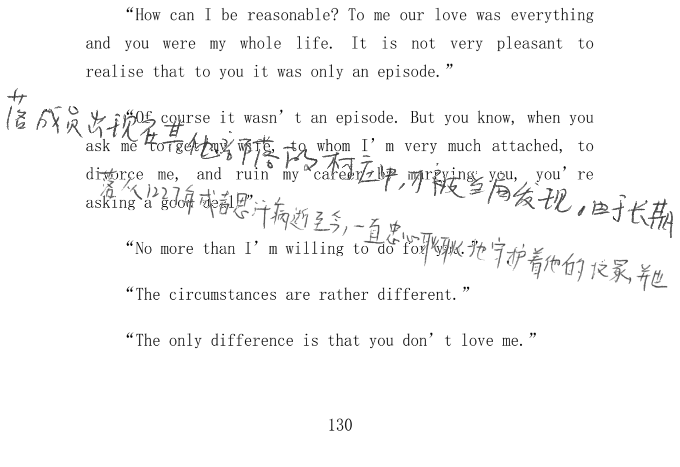 “How can I be reasonable? To me our love was everything
and you were my whole life. It is not very pleasant to
realise that to you it was only an episode.”
“Of course it wasn’t an episode. But you know, when you
ask me to get my wife, to whom I’m very much attached, to
divorce me, and ruin my career by marrying you, you’re
asking a good deal.”
落成员出现在其他部落的村庄中,才被当局发现,由于长期
落从1227年成吉思汗病逝至今,一直忠心耿耿地守护着他的陵冢,并也
“No more than I’m willing to do for you.”
“The circumstances are rather different.”
“The only difference is that you don’t love me.”
130